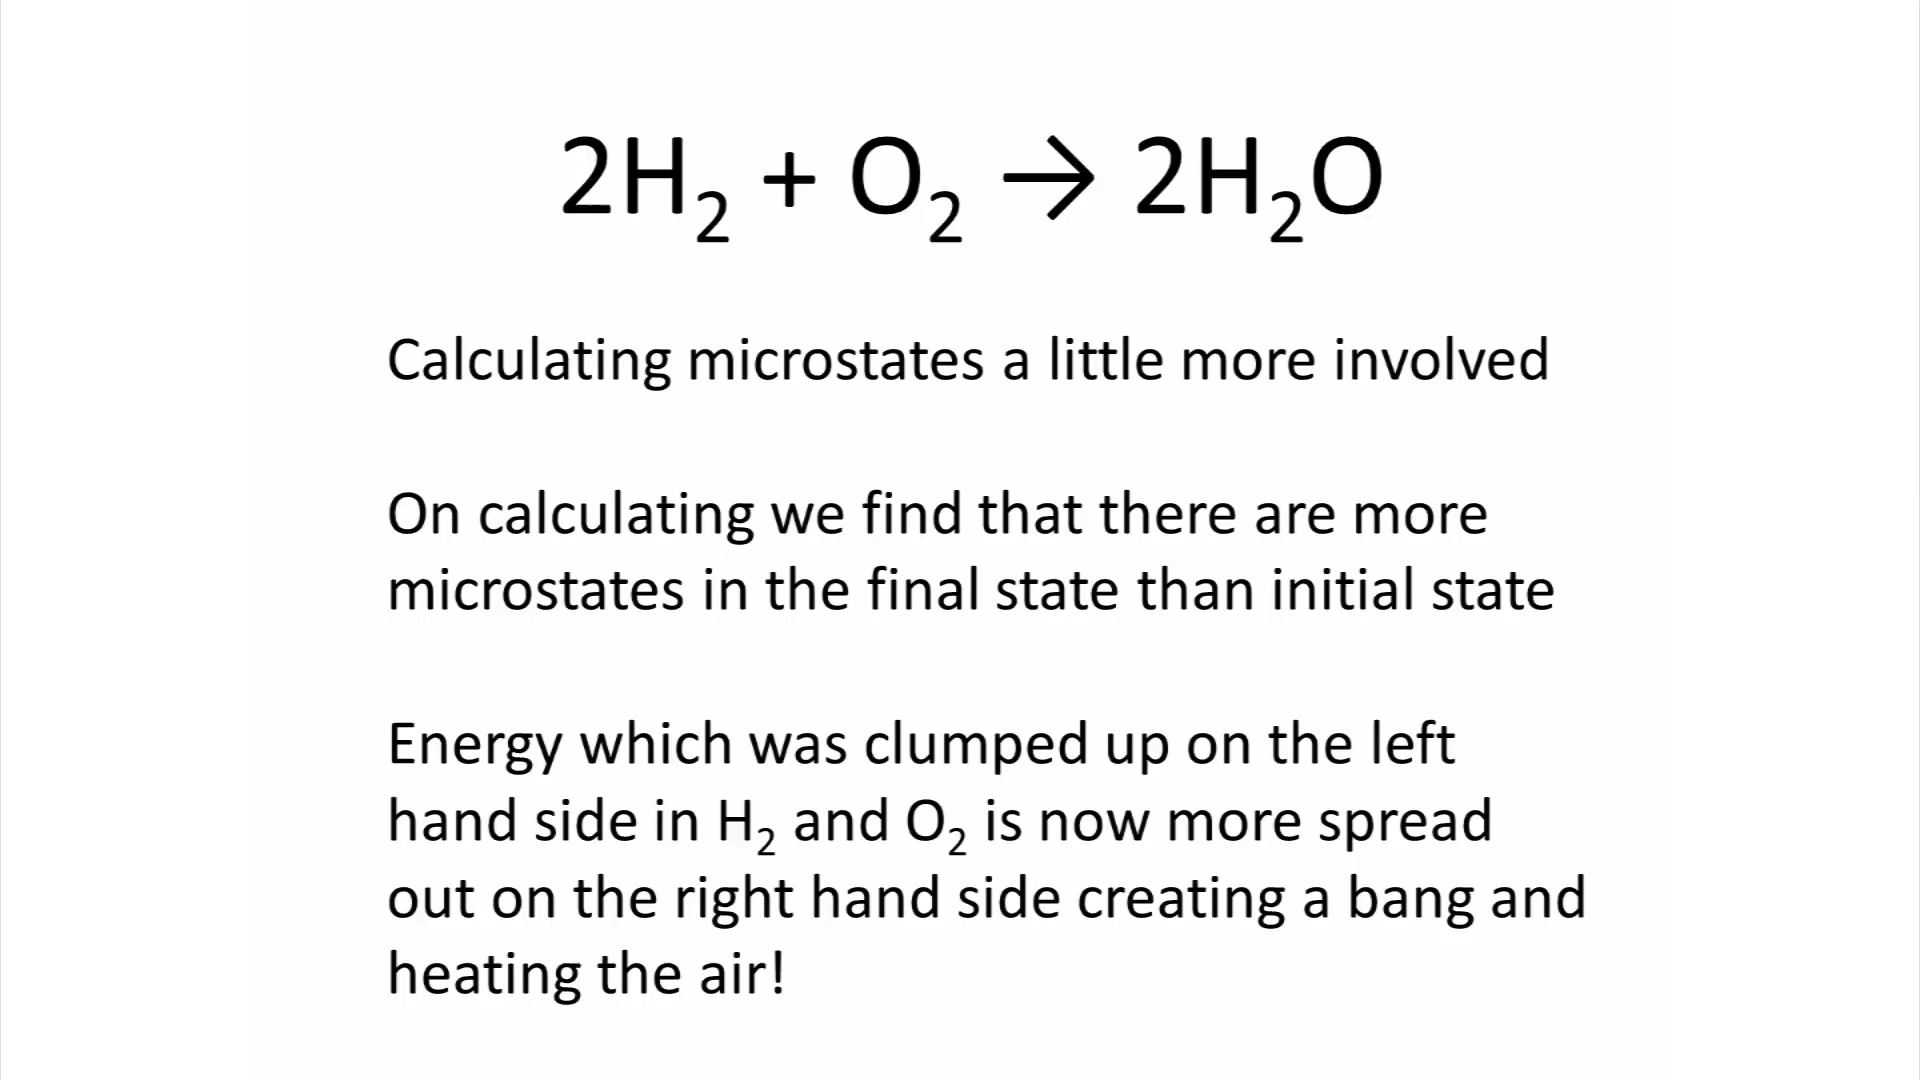 2H₂ + O₂ → 2H₂O
Calculating microstates a little more involved
On calculating we find that there are more
microstates in the final state than initial state
Energy which was clumped up on the left
hand side in H₂ and O₂ is now more spread
out on the right hand side creating a bang and
heating the air!